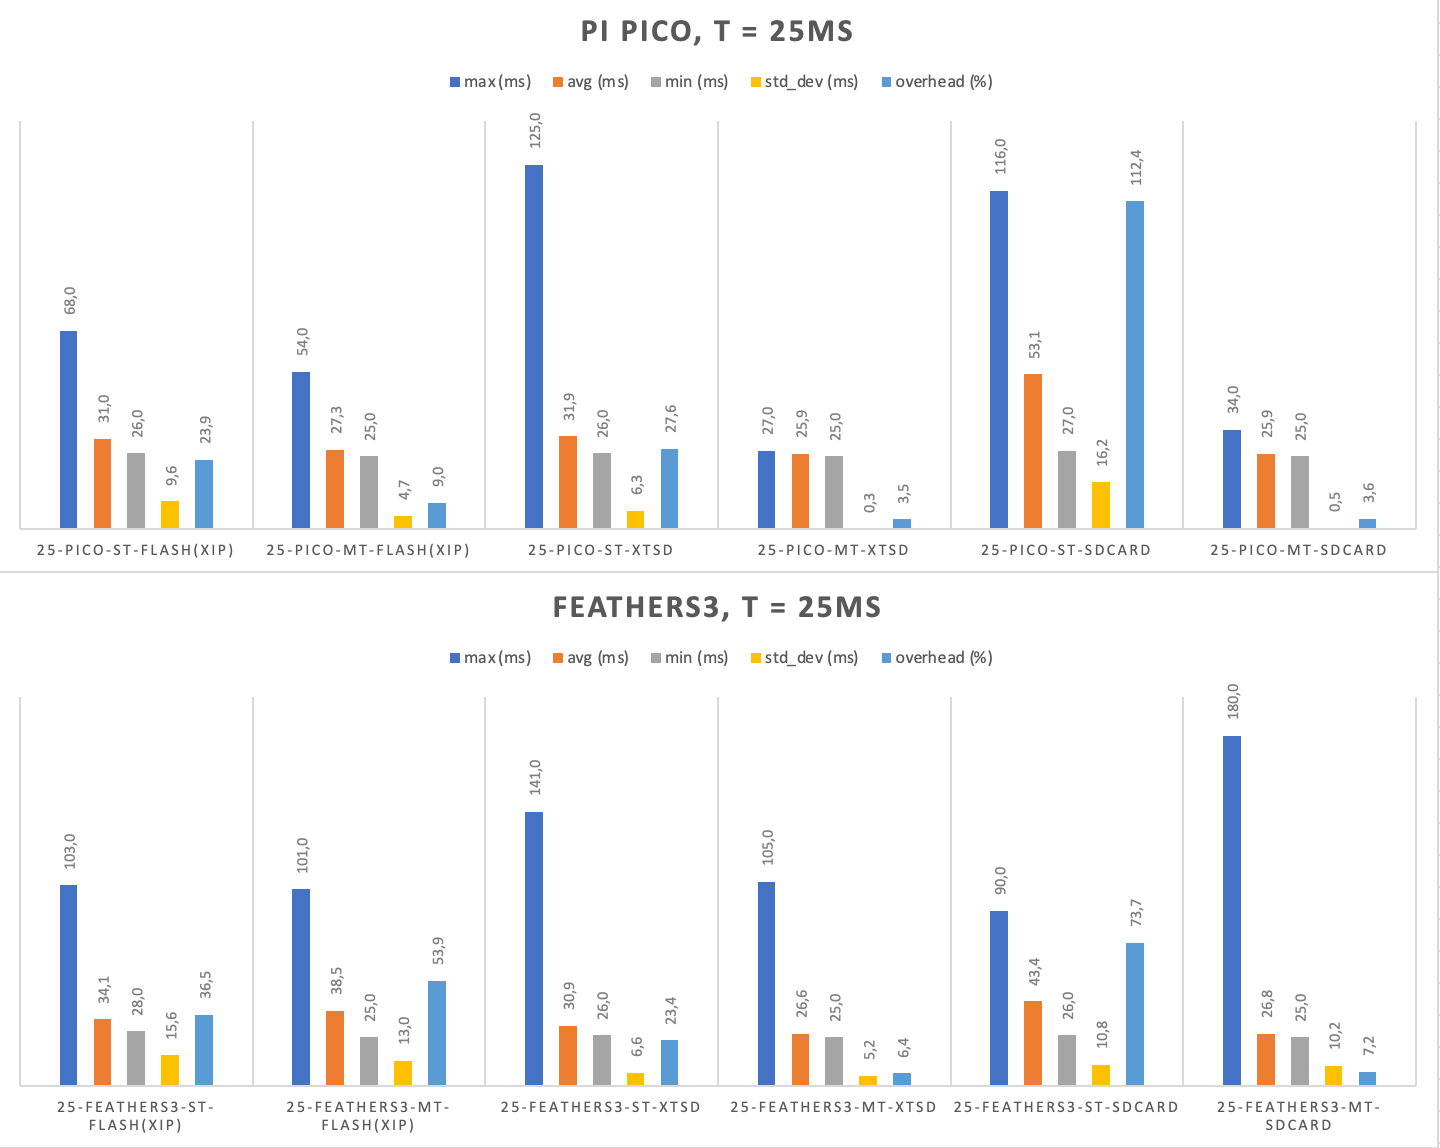 PI PICO, T = 25MS
max (ms) avg (ms) min (ms) std_dev (ms) overhead (%)
68,0 31,0 26,0 9,6 23,9
54,0 27,3 25,0 4,7 9,0
125,0 31,9 26,0 6,3 27,6
27,0 25,9 25,0 0,3 3,5
116,0 53,1 27,0 16,2 112,4
34,0 25,9 25,0 0,5 3,6
25-PICO-ST-FLASH(XIP) 25-PICO-MT-FLASH(XIP) 25-PICO-ST-XTSD 25-PICO-MT-XTSD 25-PICO-ST-SDCARD 25-PICO-MT-SDCARD
FEATHERS3, T = 25MS
max (ms) avg (ms) min (ms) std_dev (ms) overhead (%)
103,0 34,1 28,0 15,6 36,5
101,0 38,5 25,0 13,0 53,9
141,0 30,9 26,0 6,6 23,4
105,0 26,6 25,0 5,2 6,4
90,0 43,4 26,0 10,8 73,7
180,0 26,8 25,0 10,2 7,2
25-FEATHERS3-ST-
FLASH(XIP)
25-FEATHERS3-MT-
FLASH(XIP)
25-FEATHERS3-ST-XTSD
25-FEATHERS3-MT-XTSD
25-FEATHERS3-ST-SDCARD
25-FEATHERS3-MT-
SDCARD